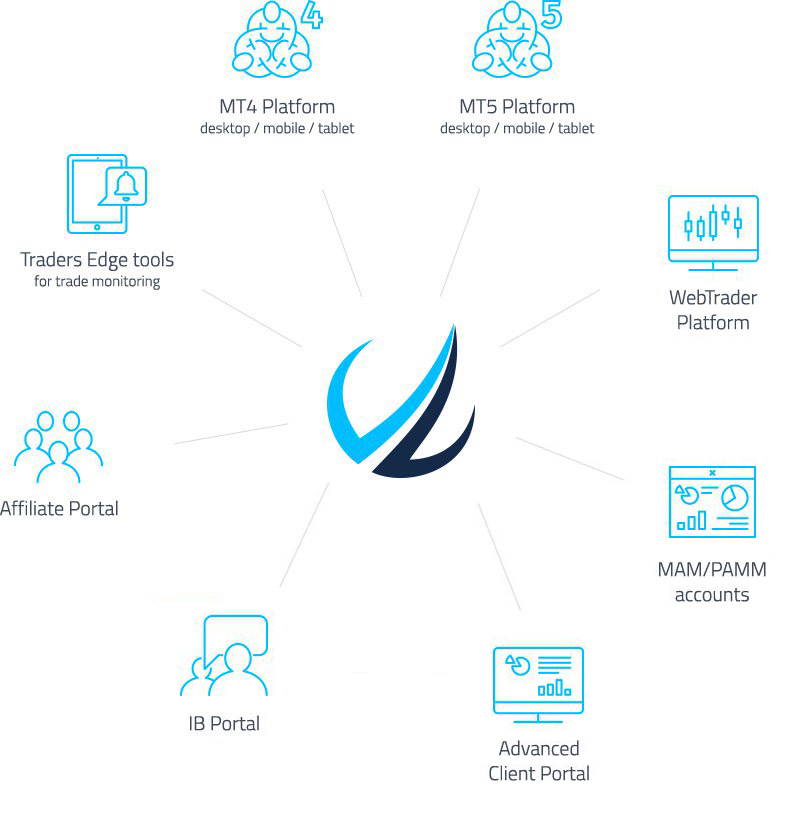 4
5
MT4 Platform
desktop / mobile / tablet
MT5 Platform
desktop / mobile / tablet
Traders Edge tools
for trade monitoring
WebTrader
Platform
Affiliate Portal
MAM/PAMM
accounts
IB Portal
Advanced
Client Portal